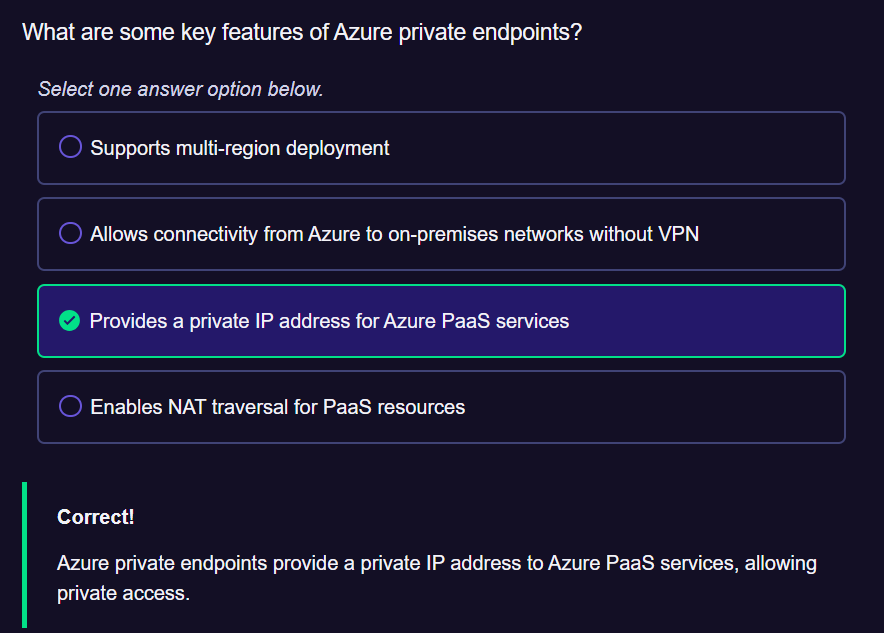 What are some key features of Azure private endpoints?
Select one answer option below.
Supports multi-region deployment
Allows connectivity from Azure to on-premises networks without VPN
Provides a private IP address for Azure PaaS services
Enables NAT traversal for PaaS resources
Correct!
Azure private endpoints provide a private IP address to Azure PaaS services, allowing
private access.